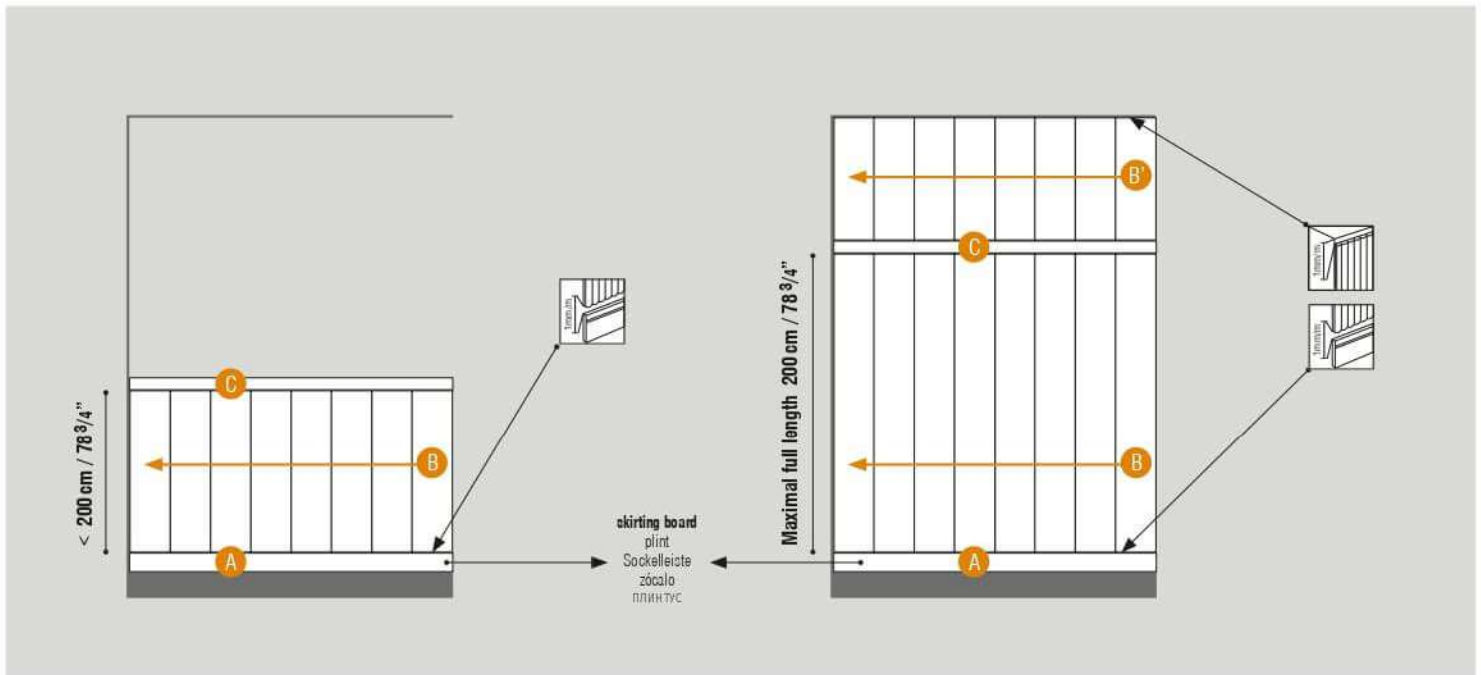 < 200 cm / 78 3/4”
C
B
A
1mm/m
skirting board
plint
Sockelleiste
zócalo
плинтус
Maximal full length 200 cm / 78 3/4”
B’
C
B
A
1mm/m
1mm/m